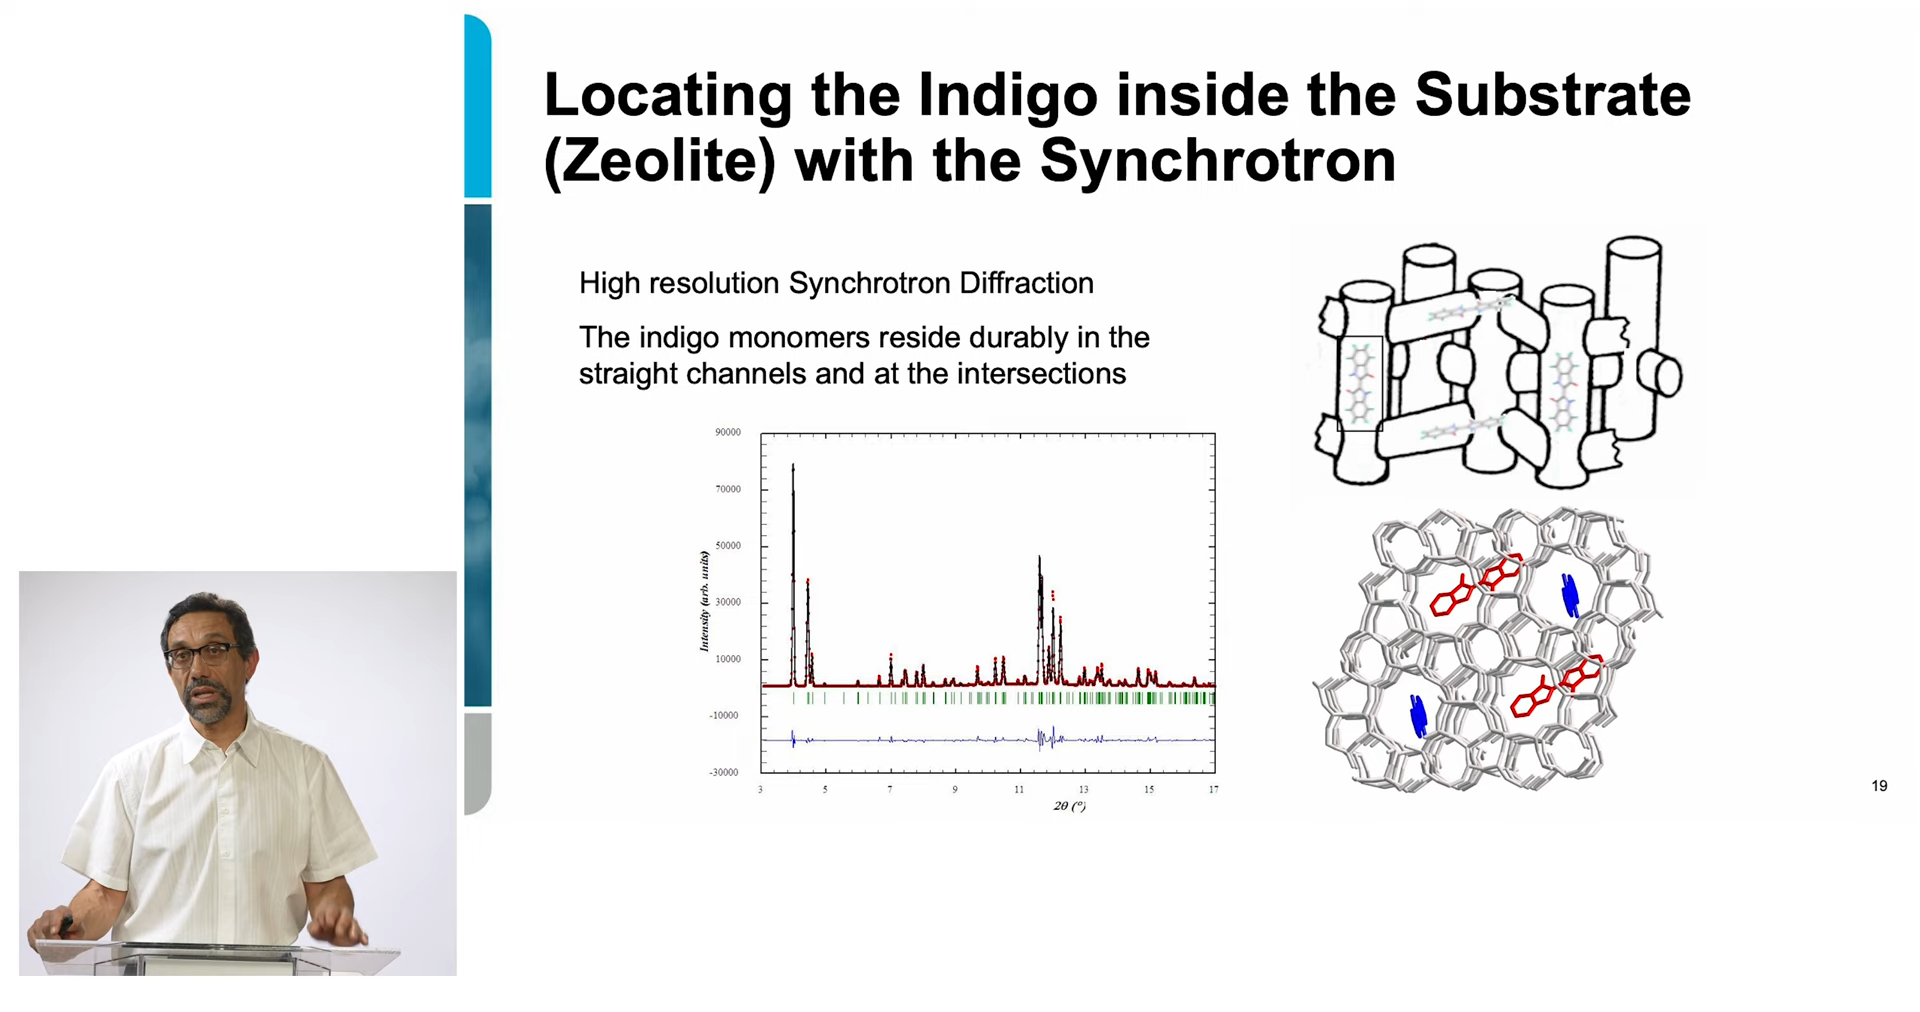 Locating the Indigo inside the Substrate
(Zeolite) with the Synchrotron
High resolution Synchrotron Diffraction
The indigo monomers reside durably in the
straight channels and at the intersections
90000
70000
50000
30000
10000
-10000
-30000
Intensity (arb. units)
3 5 7 9 11 13 15 17
2θ (°)
19